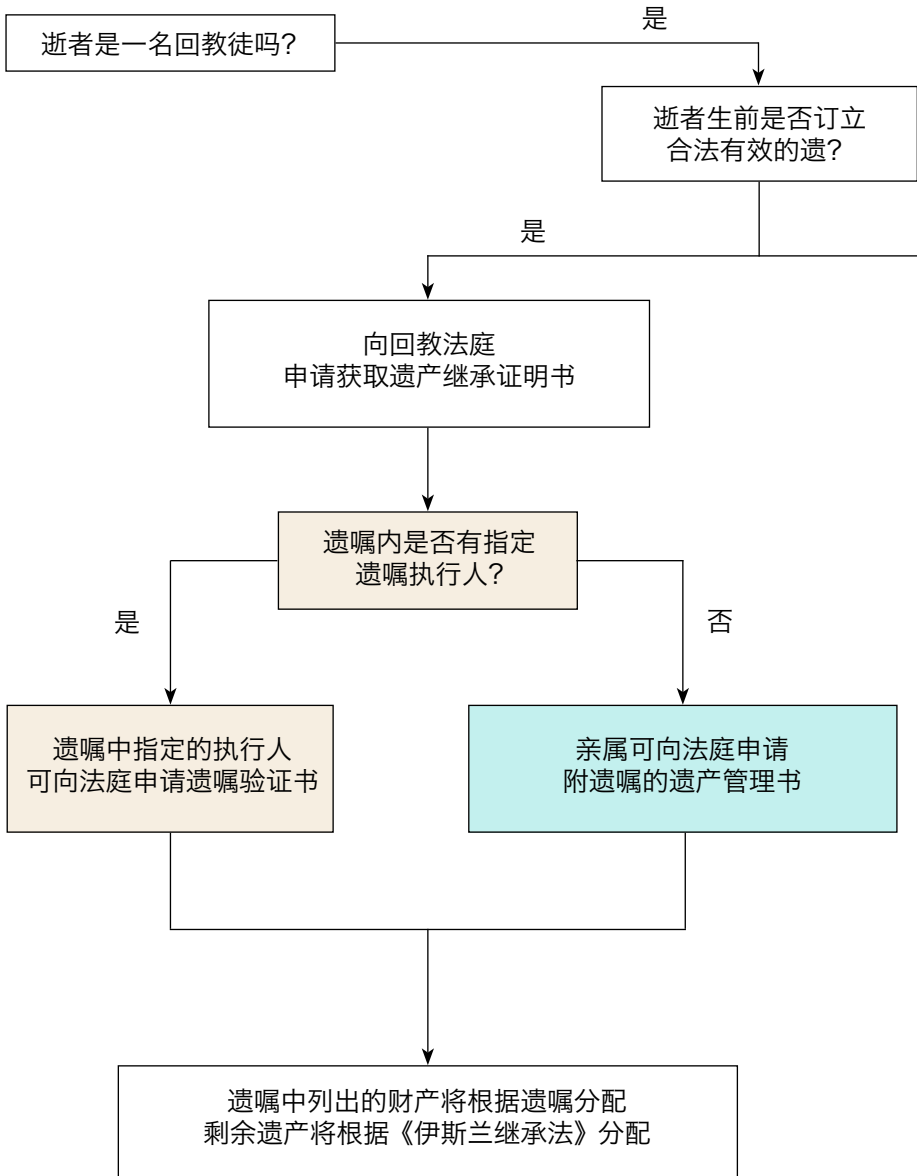 逝者是一名回教徒吗?
是
逝者生前是否订立
合法有效的遗?
是
向回教法庭
申请获取遗产继承证明书
遗嘱内是否有指定
遗嘱执行人?
是
否
遗嘱中指定的执行人
可向法庭申请遗嘱验证书
亲属可向法庭申请
附遗嘱的遗产管理书
遗嘱中列出的财产将根据遗嘱分配
剩余遗产将根据《伊斯兰继承法》分配